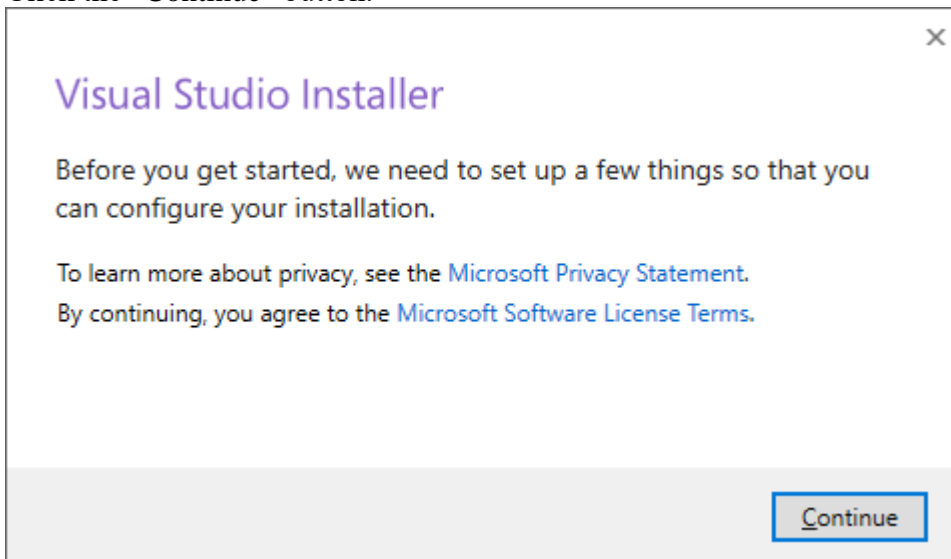 Visual Studio Installer
Before you get started, we need to set up a few things so that you
can configure your installation.
To learn more about privacy, see the Microsoft Privacy Statement.
By continuing, you agree to the Microsoft Software License Terms.
Continue